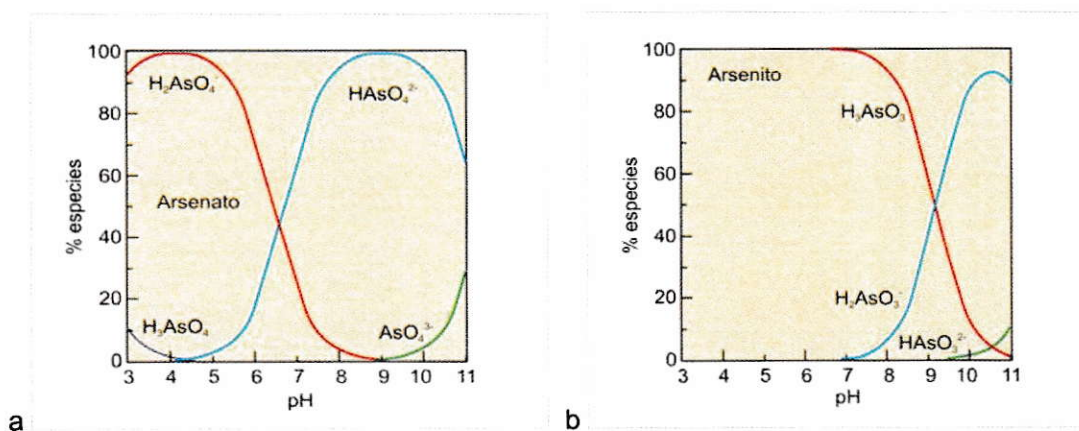 100
80
60
40
20
0
% especies
H₂AsO₄⁻
HAsO₄²⁻
Arsenato
H₃AsO₄
AsO₄³⁻
3 4 5 6 7 8 9 10 11
pH
a
100
80
60
40
20
0
% especies
Arsenito
H₃AsO₃
H₂AsO₃⁻
HAsO₃²⁻
3 4 5 6 7 8 9 10 11
pH
b